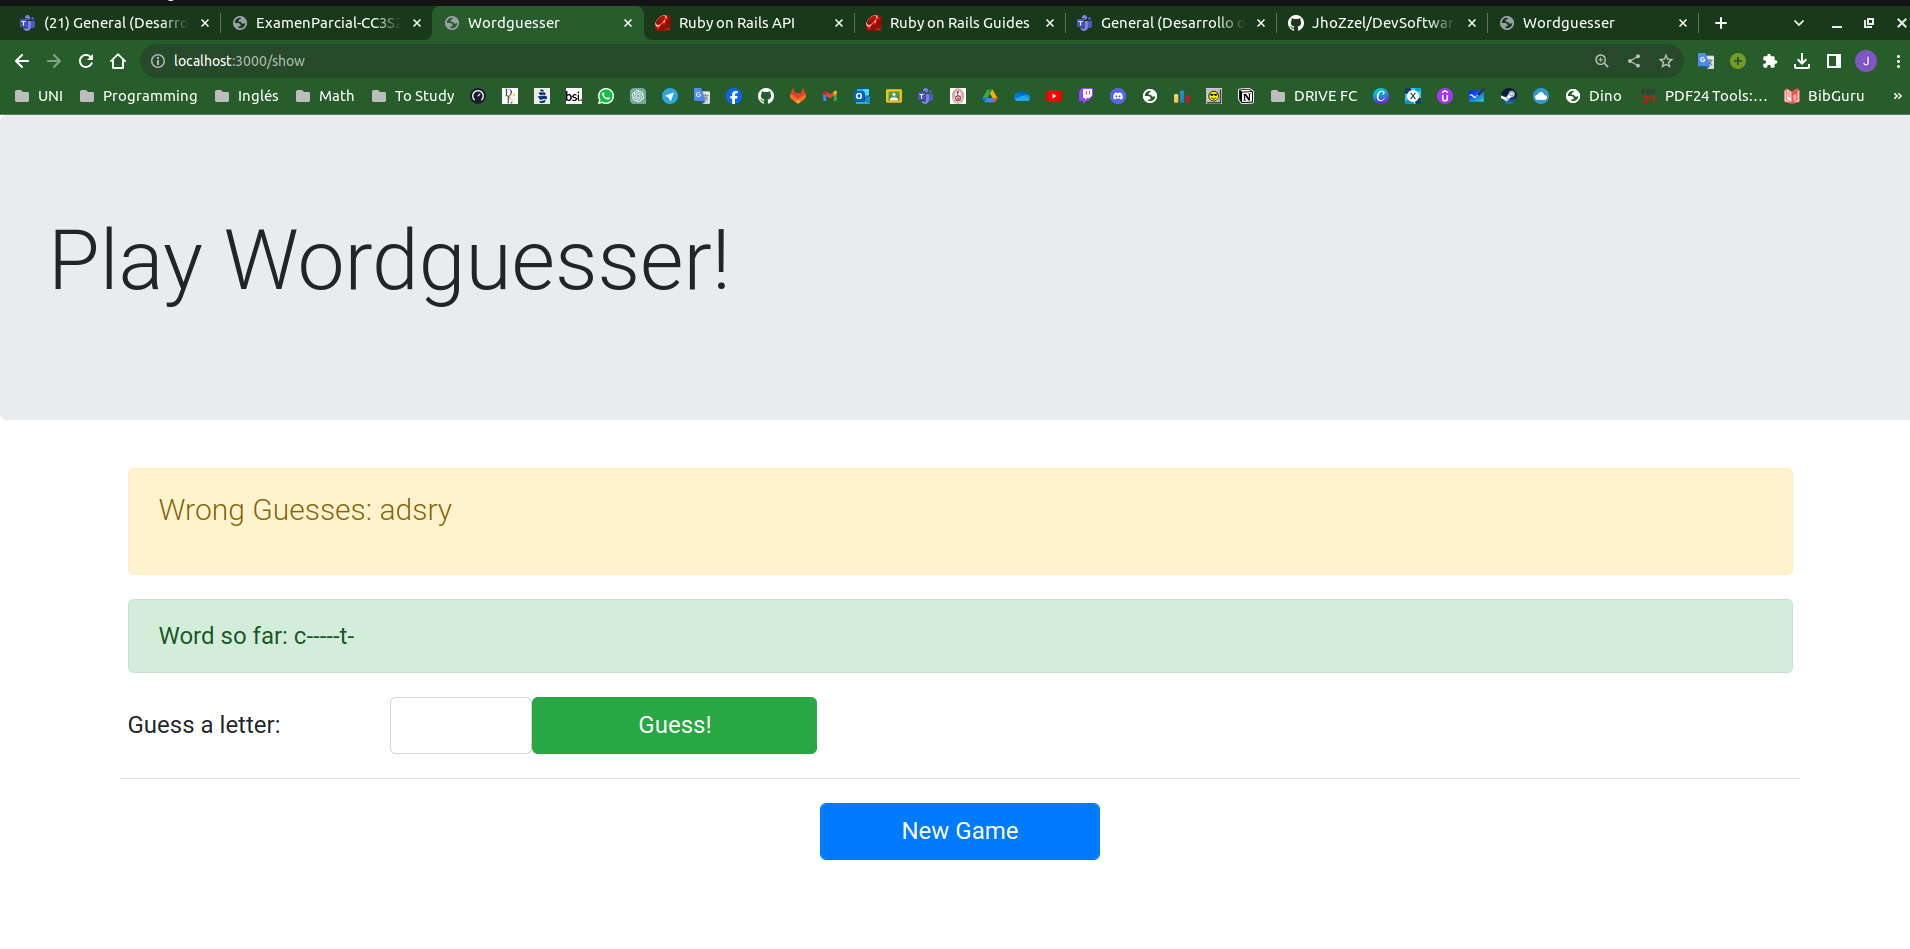 (21) General (Desarro
ExamenParcial-CC3S2
Wordguesser
Ruby on Rails API
Ruby on Rails Guides
General (Desarrollo d
JhoZzel/DevSoftwar
Wordguesser
localhost:3000/show
J
UNI
Programming
Inglés
Math
To Study
bsi.
DRIVE FC
Dino
PDF24 Tools:...
BibGuru
»
Play Wordguesser!
Wrong Guesses: adsry
Word so far: c-----t-
Guess a letter:
Guess!
New Game